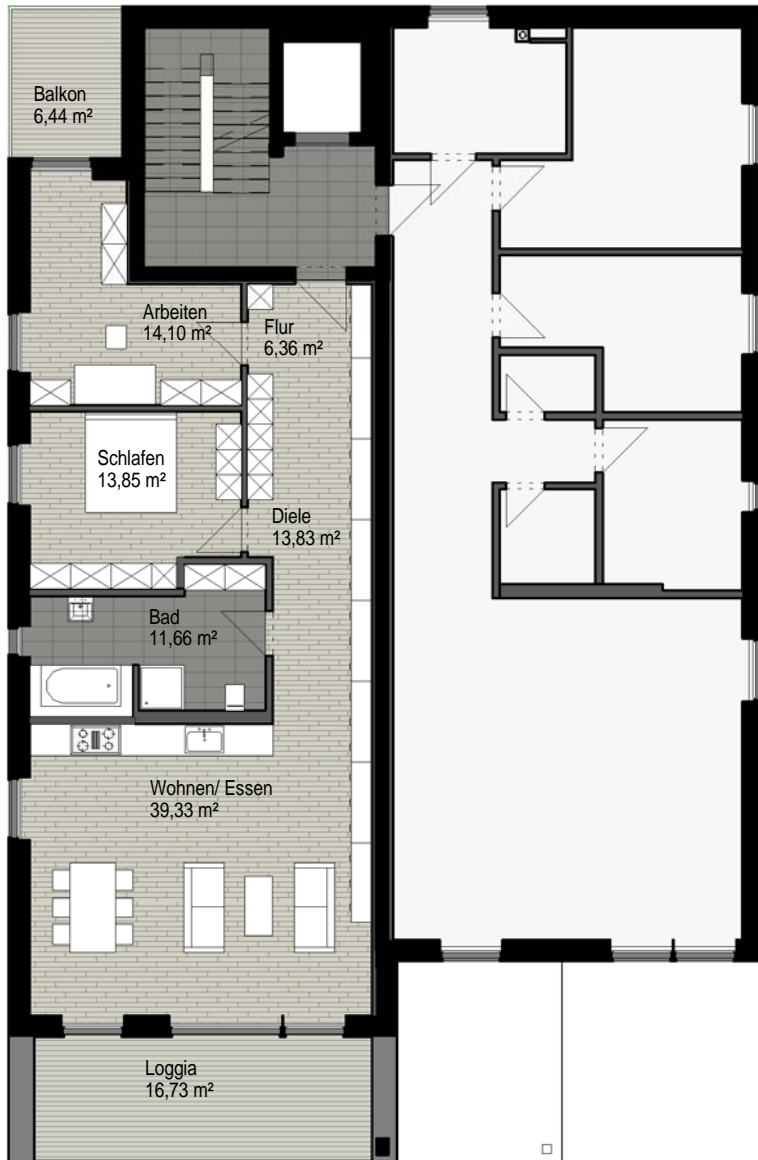 Balkon
6,44 m²
Arbeiten
14,10 m²
Flur
6,36 m²
Schlafen
13,85 m²
Diele
13,83 m²
Bad
11,66 m²
Wohnen/ Essen
39,33 m²
Loggia
16,73 m²